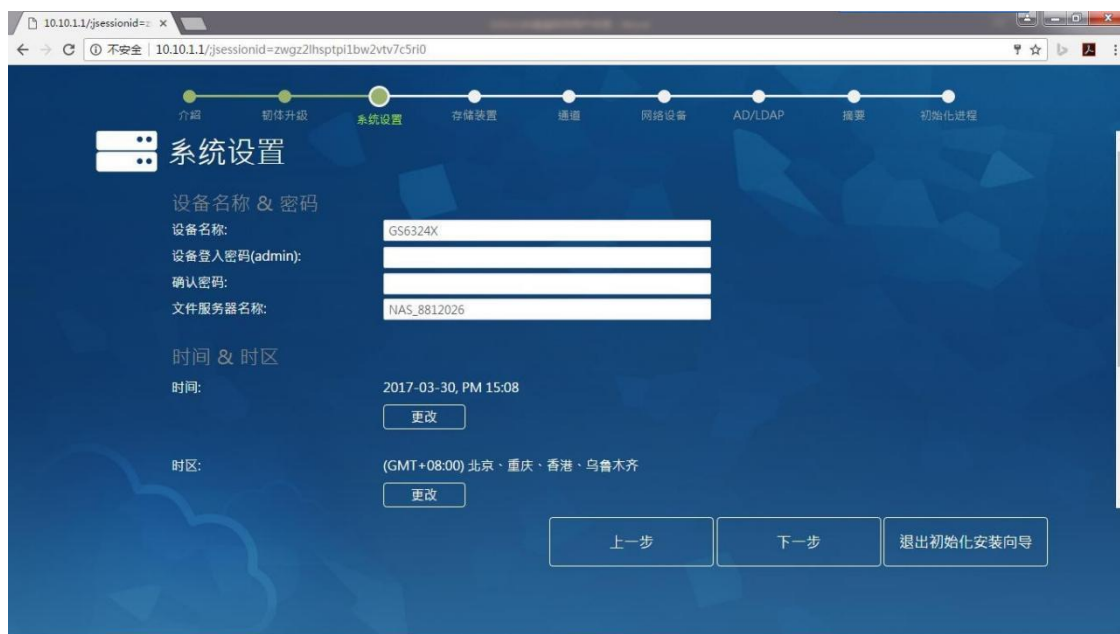 10.10.1.1/;jsessionid=z
不安全 | 10.10.1.1/;jsessionid=zwgz2lhsptpi1bw2vtv7c5ri0
介紹 韧体升级 系统设置 存储装置 通道 网络设备 AD/LDAP 摘要 初始化进程
系统设置
设备名称 & 密码
设备名称: GS6324X
设备登入密码(admin):
确认密码:
文件服务器名称: NAS_8812026
时间 & 时区
时间: 2017-03-30, PM 15:08
更改
时区: (GMT+08:00) 北京、重庆、香港、乌鲁木齐
更改
上一步 下一步 退出初始化安装向导